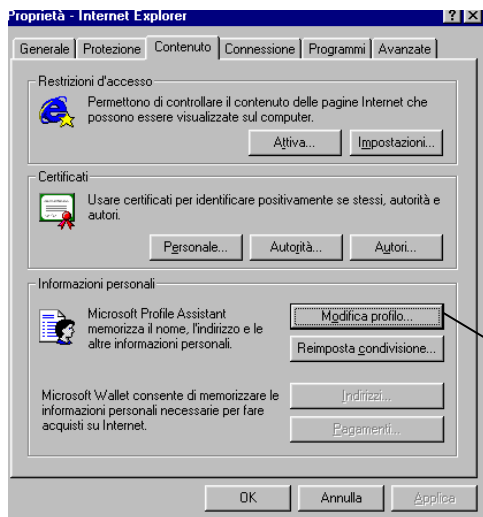 Proprietà - Internet Explorer
Generale Protezione Contenuto Connessione Programmi Avanzate
Restrizioni d'accesso
Permettono di controllare il contenuto delle pagine Internet che
possono essere visualizzate sul computer.
Attiva... Impostazioni...
Certificati
Usare certificati per identificare positivamente se stessi, autorità e
autori.
Personale... Autorità... Autori...
Informazioni personali
Microsoft Profile Assistant
memorizza il nome, l'indirizzo e le
altre informazioni personali.
Modifica profilo...
Reimposta condivisione...
Microsoft Wallet consente di memorizzare le
informazioni personali necessarie per fare
acquisti su Internet.
Indirizzi...
Pagamenti...
OK Annulla Applica